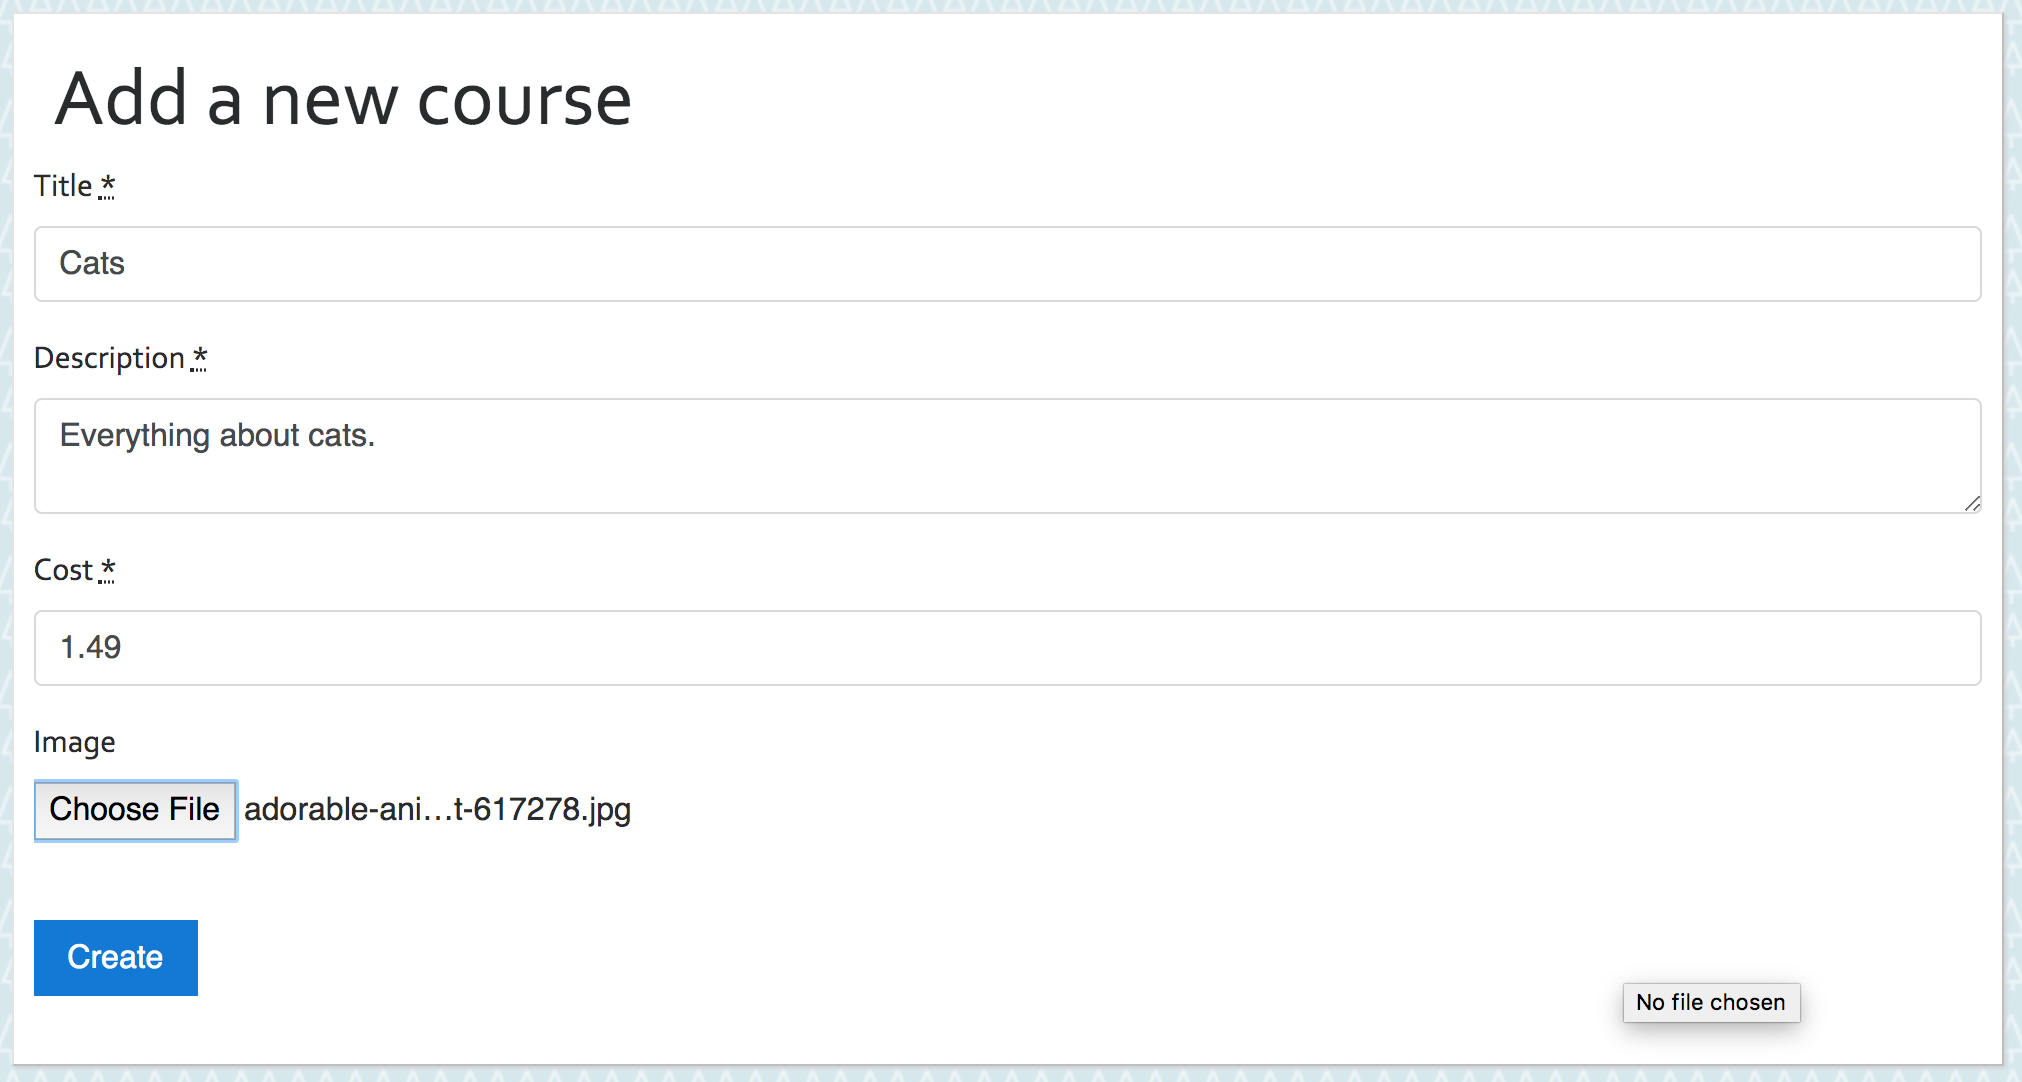 Add a new course
Title *
Cats
Description *
Everything about cats.
Cost *
1.49
Image
Choose File adorable-ani...t-617278.jpg
Create
No file chosen